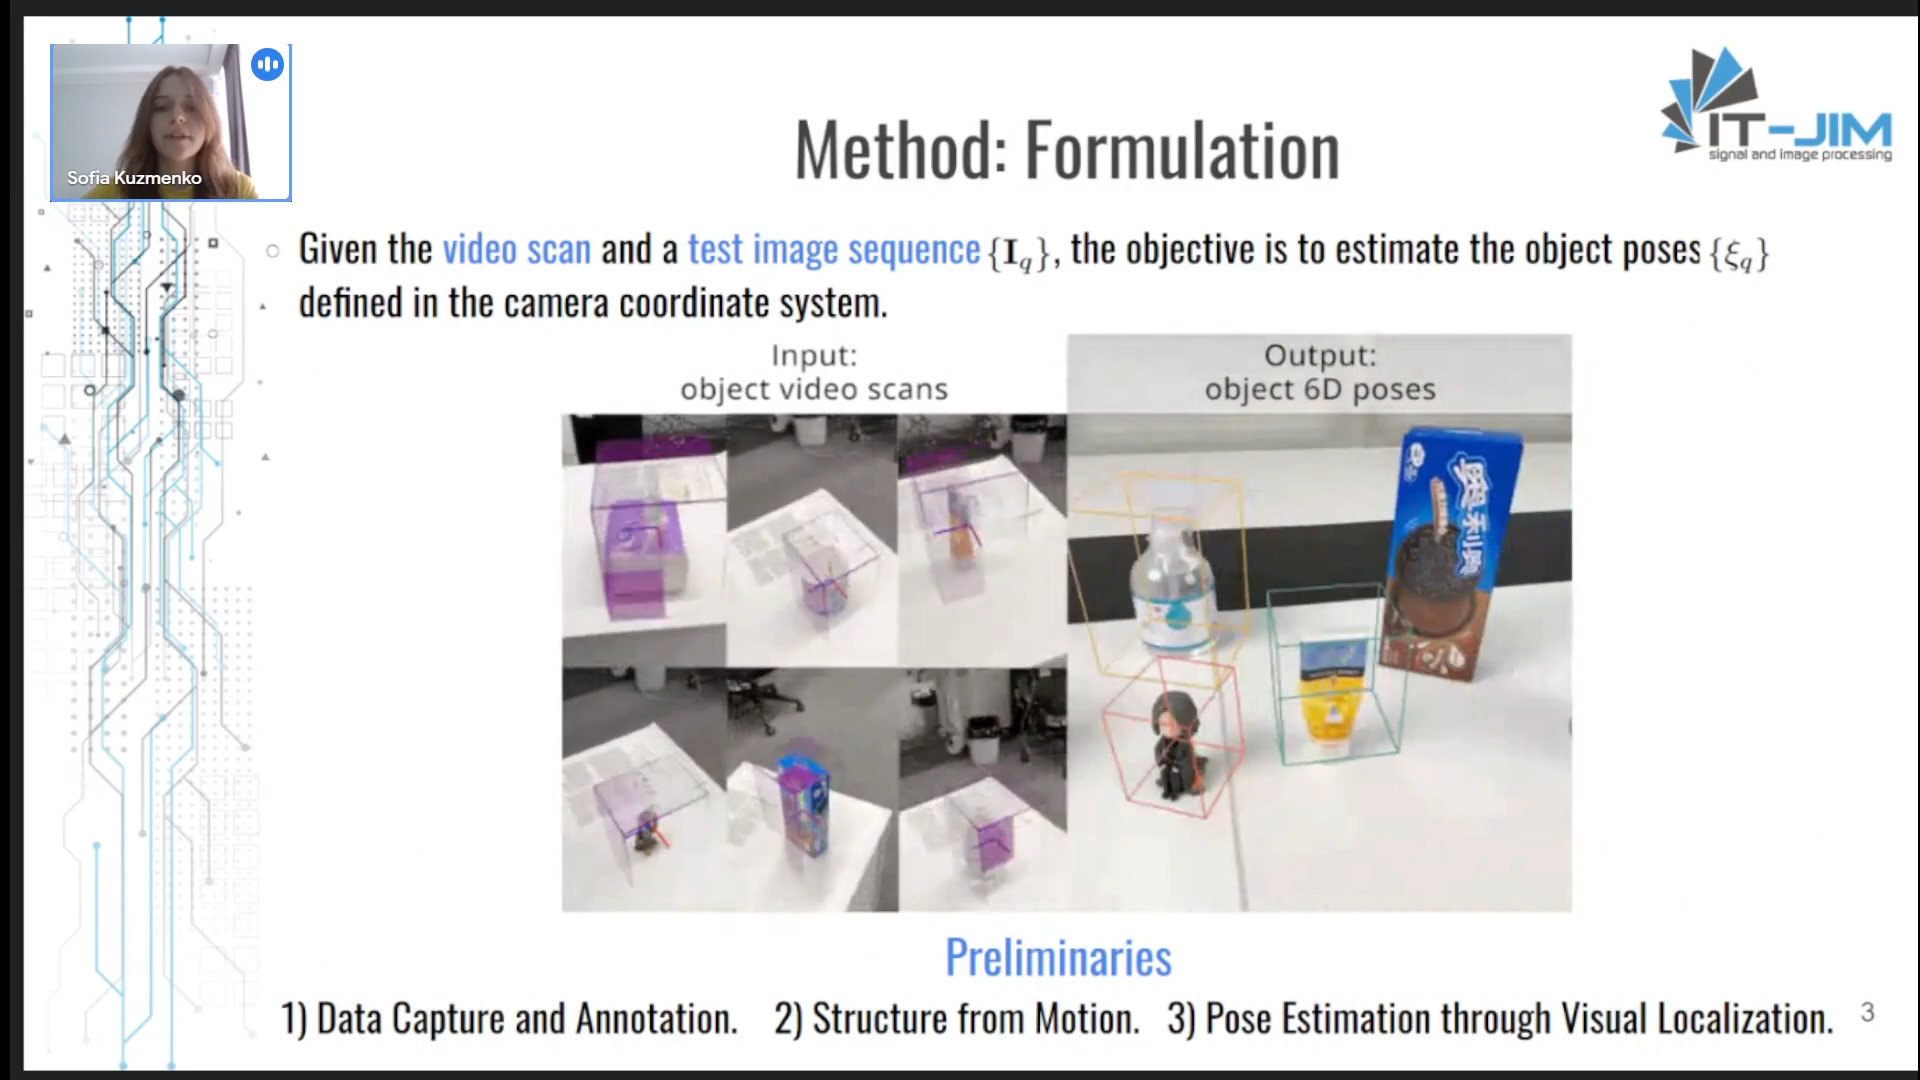 Sofia Kuzmenko
IT-JIM
signal and image processing
Method: Formulation
Given the video scan and a test image sequence {I_q}, the objective is to estimate the object poses {ξ_q}
defined in the camera coordinate system.
Input:
object video scans
Output:
object 6D poses
Preliminaries
1) Data Capture and Annotation. 2) Structure from Motion. 3) Pose Estimation through Visual Localization.
3